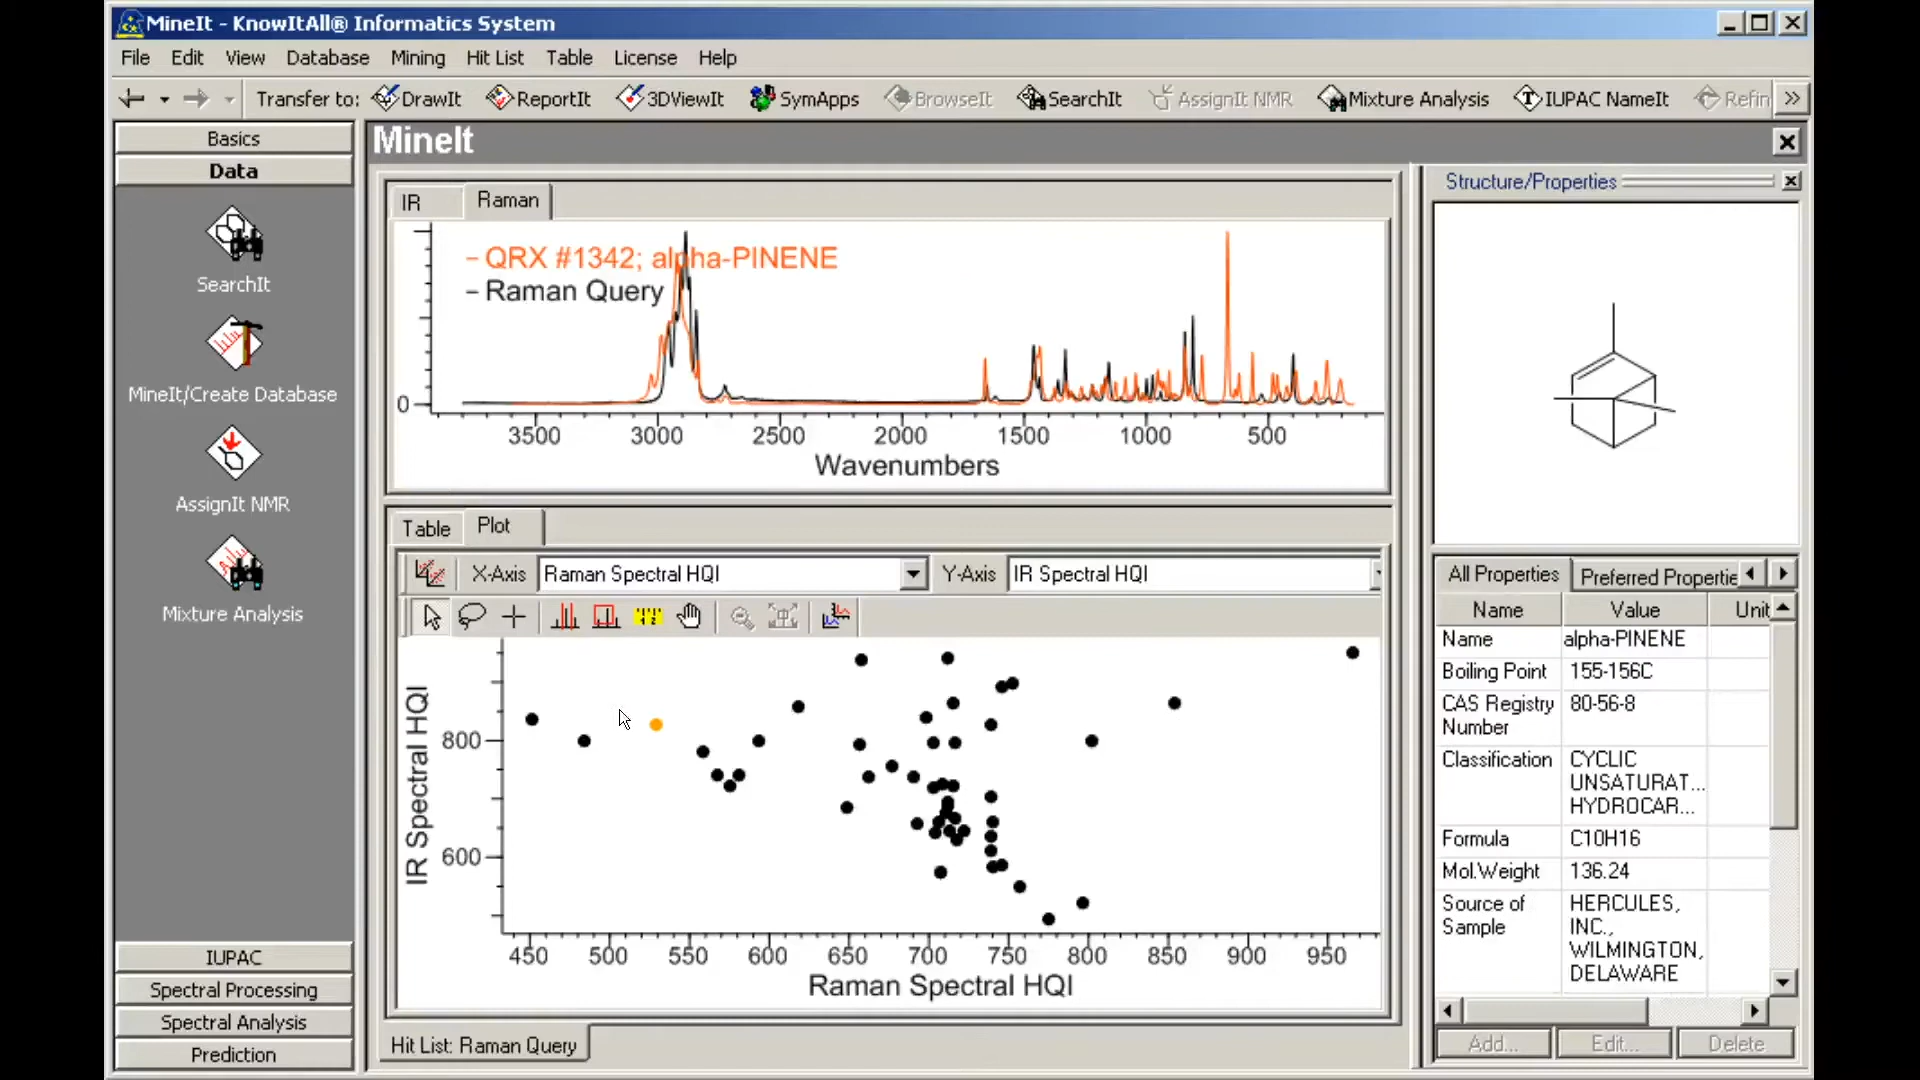 MineIt - KnowItAll® Informatics System
File Edit View Database Mining Hit List Table License Help
Transfer to: DrawIt ReportIt 3DViewIt SymApps BrowseIt SearchIt AssignIt NMR Mixture Analysis IUPAC NameIt Refin
Basics
Data
SearchIt
MineIt/Create Database
AssignIt NMR
Mixture Analysis
IUPAC
Spectral Processing
Spectral Analysis
Prediction
MineIt
IR Raman
QRX #1342; alpha-PINENE
Raman Query
0
3500 3000 2500 2000 1500 1000 500
Wavenumbers
Table Plot
X-Axis Raman Spectral HQI Y-Axis IR Spectral HQI
IR Spectral HQI
800
600
450 500 550 600 650 700 750 800 850 900 950
Raman Spectral HQI
Hit List: Raman Query
Structure/Properties
All Properties Preferred Propertie
Name Value Unit
Name alpha-PINENE
Boiling Point 155-156C
CAS Registry 80-56-8
Number
Classification CYCLIC
UNSATURAT...
HYDROCAR...
Formula C10H16
Mol.Weight 136.24
Source of HERCULES,
Sample INC.,
WILMINGTON,
DELAWARE
Add... Edit... Delete